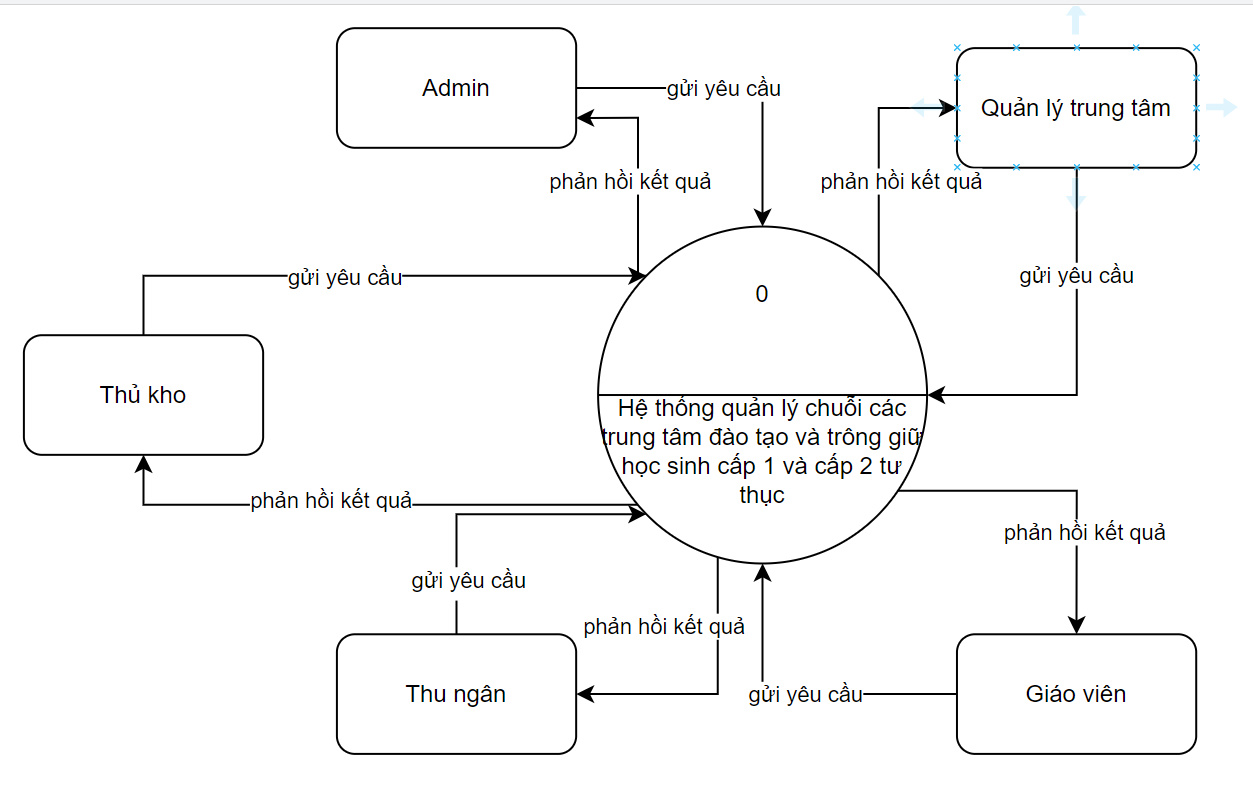 Admin
gửi yêu cầu
Quản lý trung tâm
phản hồi kết quả
phản hồi kết quả
gửi yêu cầu
gửi yêu cầu
0
Thủ kho
Hệ thống quản lý chuỗi các
trung tâm đào tạo và trông giữ
học sinh cấp 1 và cấp 2 tư
thục
phản hồi kết quả
phản hồi kết quả
gửi yêu cầu
phản hồi kết quả
Thu ngân
gửi yêu cầu
Giáo viên